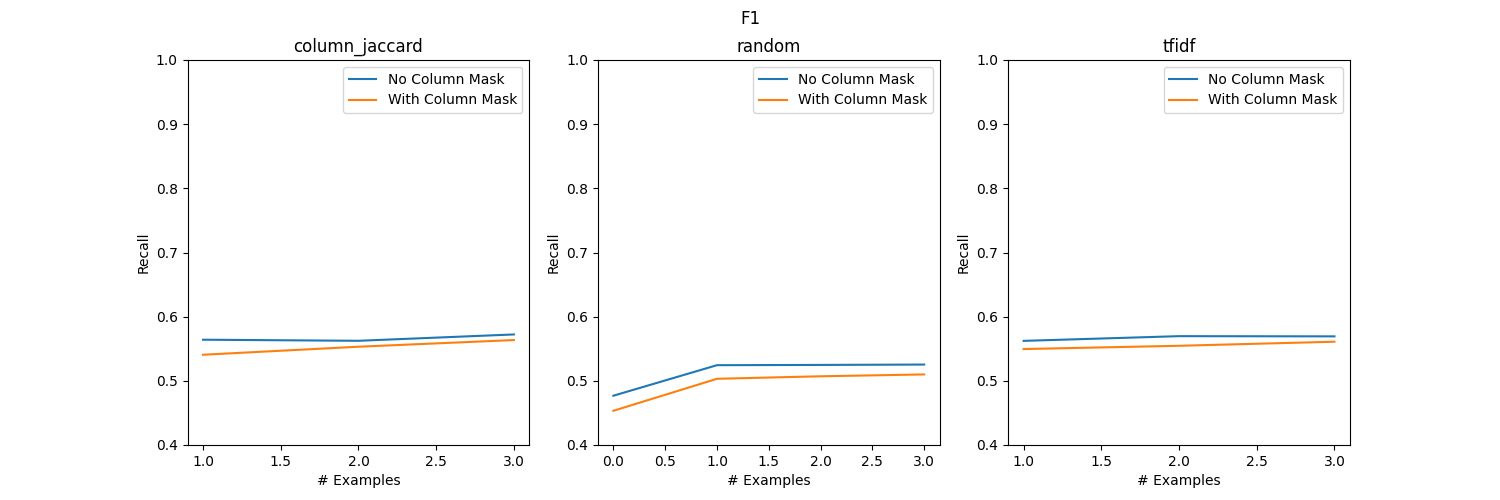 F1
column_jaccard
1.0
0.9
0.8
0.7
0.6
0.5
0.4
Recall
No Column Mask
With Column Mask
1.0 1.5 2.0 2.5 3.0
# Examples
random
1.0
0.9
0.8
0.7
0.6
0.5
0.4
Recall
No Column Mask
With Column Mask
0.0 0.5 1.0 1.5 2.0 2.5 3.0
# Examples
tfidf
1.0
0.9
0.8
0.7
0.6
0.5
0.4
Recall
No Column Mask
With Column Mask
1.0 1.5 2.0 2.5 3.0
# Examples